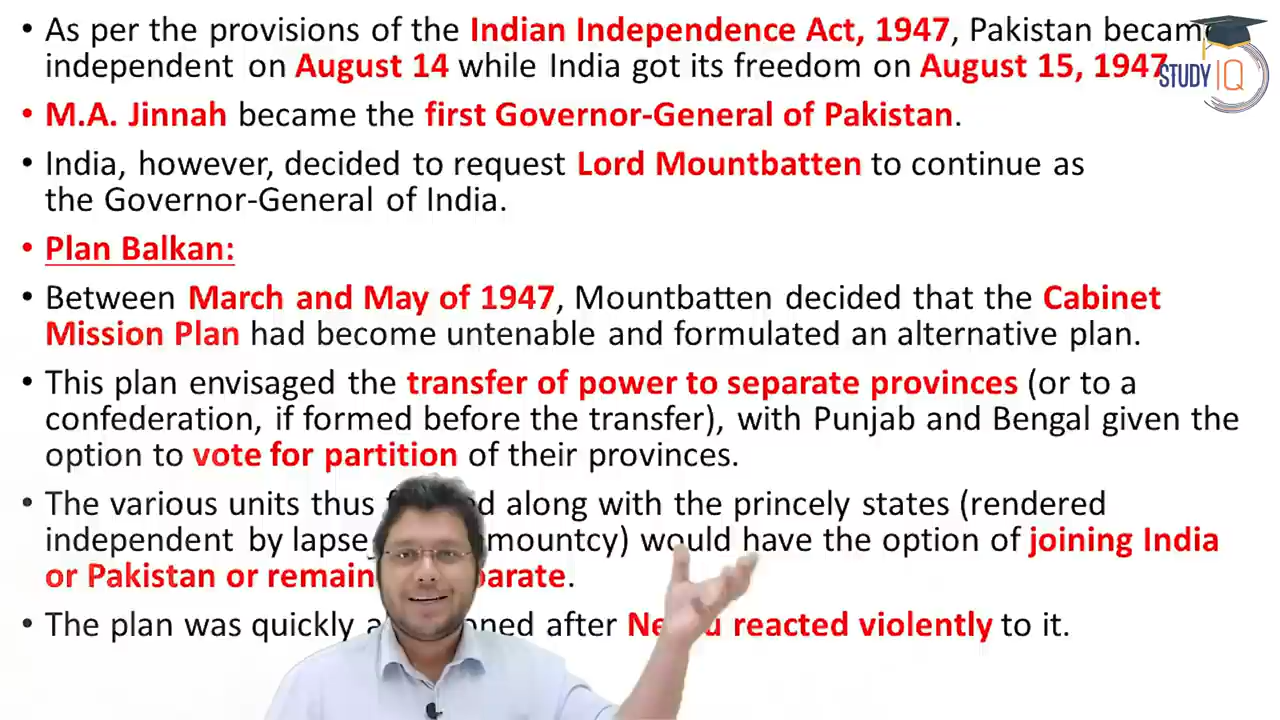 • As per the provisions of the Indian Independence Act, 1947, Pakistan became
independent on August 14 while India got its freedom on August 15, 1947.
• M.A. Jinnah became the first Governor-General of Pakistan.
• India, however, decided to request Lord Mountbatten to continue as
the Governor-General of India.
• Plan Balkan:
• Between March and May of 1947, Mountbatten decided that the Cabinet
Mission Plan had become untenable and formulated an alternative plan.
• This plan envisaged the transfer of power to separate provinces (or to a
confederation, if formed before the transfer), with Punjab and Bengal given the
option to vote for partition of their provinces.
• The various units thus along with the princely states (rendered
independent by lapse would have the option of joining India
or Pakistan or .
• The plan was quickly after reacted violently to it.
STUDY IQ